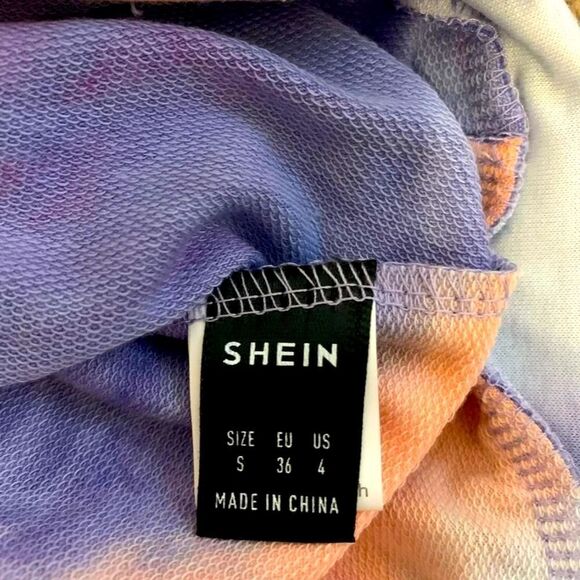 SHEIN
SIZE EU US
S 36 4
MADE IN CHINA
h